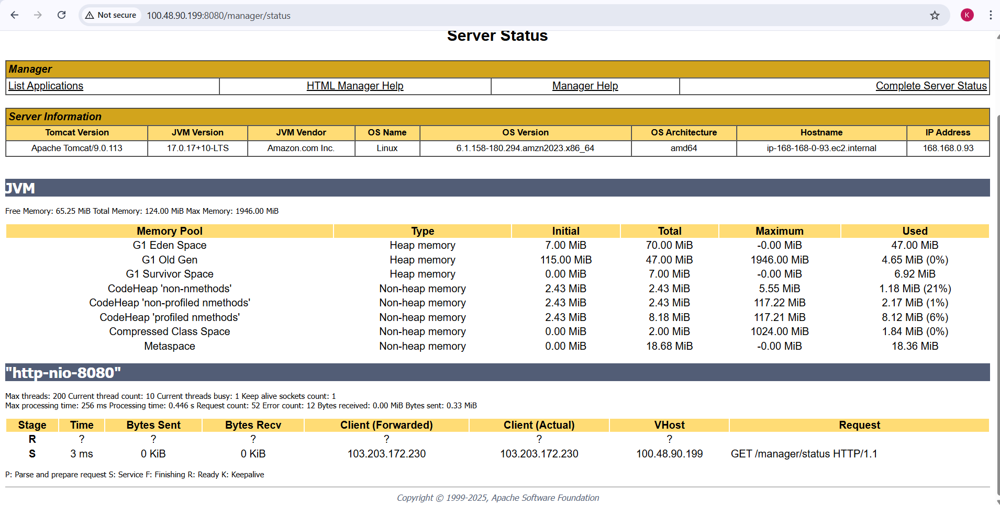 Not secure 100.48.90.199:8080/manager/status K
Server Status
Manager
List Applications HTML Manager Help Manager Help Complete Server Status
Server Information
Tomcat Version JVM Version JVM Vendor OS Name OS Version OS Architecture Hostname IP Address
Apache Tomcat/9.0.113 17.0.17+10-LTS Amazon.com Inc. Linux 6.1.158-180.294.amzn2023.x86_64 amd64 ip-168-168-0-93.ec2.internal 168.168.0.93
JVM
Free Memory: 65.25 MiB Total Memory: 124.00 MiB Max Memory: 1946.00 MiB
Memory Pool Type Initial Total Maximum Used
G1 Eden Space Heap memory 7.00 MiB 70.00 MiB -0.00 MiB 47.00 MiB
G1 Old Gen Heap memory 115.00 MiB 47.00 MiB 1946.00 MiB 4.65 MiB (0%)
G1 Survivor Space Heap memory 0.00 MiB 7.00 MiB -0.00 MiB 6.92 MiB
CodeHeap 'non-nmethods' Non-heap memory 2.43 MiB 2.43 MiB 5.55 MiB 1.18 MiB (21%)
CodeHeap 'non-profiled nmethods' Non-heap memory 2.43 MiB 2.43 MiB 117.22 MiB 2.17 MiB (1%)
CodeHeap 'profiled nmethods' Non-heap memory 2.43 MiB 8.18 MiB 117.21 MiB 8.12 MiB (6%)
Compressed Class Space Non-heap memory 0.00 MiB 2.00 MiB 1024.00 MiB 1.84 MiB (0%)
Metaspace Non-heap memory 0.00 MiB 18.68 MiB -0.00 MiB 18.36 MiB
"http-nio-8080"
Max threads: 200 Current thread count: 10 Current threads busy: 1 Keep alive sockets count: 1
Max processing time: 256 ms Processing time: 0.446 s Request count: 52 Error count: 12 Bytes received: 0.00 MiB Bytes sent: 0.33 MiB
Stage Time Bytes Sent Bytes Recv Client (Forwarded) Client (Actual) VHost Request
R ? ? ? ? ? ?
S 3 ms 0 KiB 0 KiB 103.203.172.230 103.203.172.230 100.48.90.199 GET /manager/status HTTP/1.1
P: Parse and prepare request S: Service F: Finishing R: Ready K: Keepalive
Copyright © 1999-2025, Apache Software Foundation